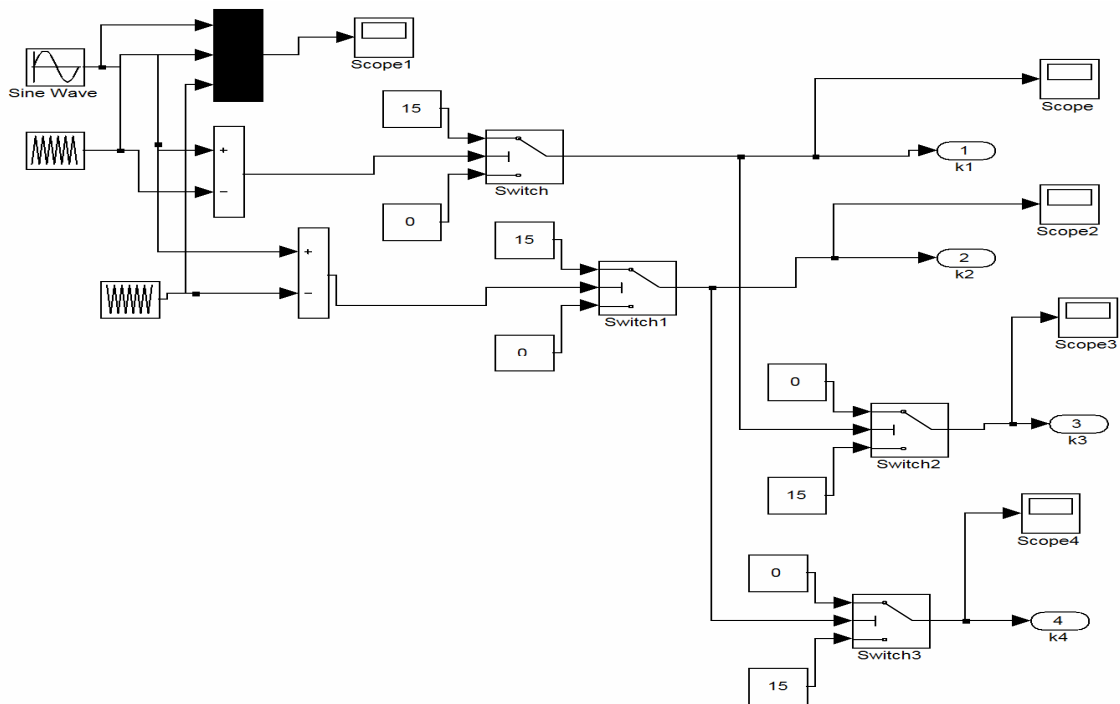 Scope1
Sine Wave
15
Scope
+
−
0
Switch
1
k1
15
Scope2
+
−
0
Switch1
2
k2
Scope3
0
3
k3
Switch2
15
Scope4
0
4
k4
Switch3
15